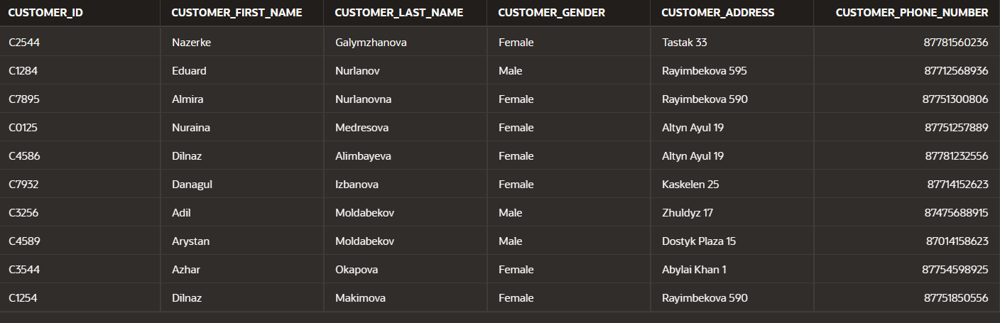 CUSTOMER_ID CUSTOMER_FIRST_NAME CUSTOMER_LAST_NAME CUSTOMER_GENDER CUSTOMER_ADDRESS CUSTOMER_PHONE_NUMBER
C2544 Nazerke Galymzhanova Female Tastak 33 87781560236
C1284 Eduard Nurlanov Male Rayimbekova 595 87712568936
C7895 Almira Nurlanovna Female Rayimbekova 590 87751300806
C0125 Nuraina Medresova Female Altyn Ayul 19 87751257889
C4586 Dilnaz Alimbayeva Female Altyn Ayul 19 87781232556
C7932 Danagul Izbanova Female Kaskelen 25 87714152623
C3256 Adil Moldabekov Male Zhuldyz 17 87475688915
C4589 Arystan Moldabekov Male Dostyk Plaza 15 87014158623
C3544 Azhar Okapova Female Abylai Khan 1 87754598925
C1254 Dilnaz Makimova Female Rayimbekova 590 87751850556